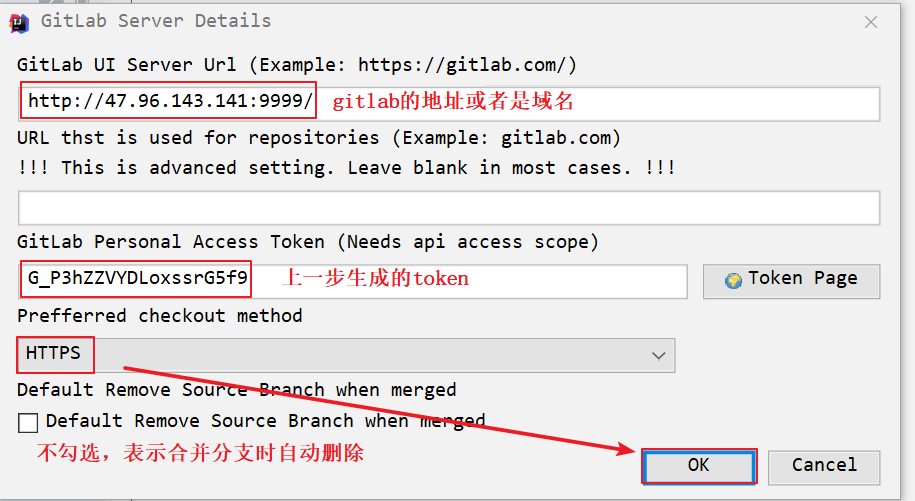 GitLab Server Details
GitLab UI Server Url (Example: https://gitlab.com/)
http://47.96.143.141:9999/ gitlab的地址或者是域名
URL thst is used for repositories (Example: gitlab.com)
!!! This is advanced setting. Leave blank in most cases. !!!
GitLab Personal Access Token (Needs api access scope)
G_P3hZZVYDLoxssrG5f9 上一步生成的token Token Page
Prefferred checkout method
HTTPS
Default Remove Source Branch when merged
Default Remove Source Branch when merged
不勾选，表示合并分支时自动删除
OK Cancel